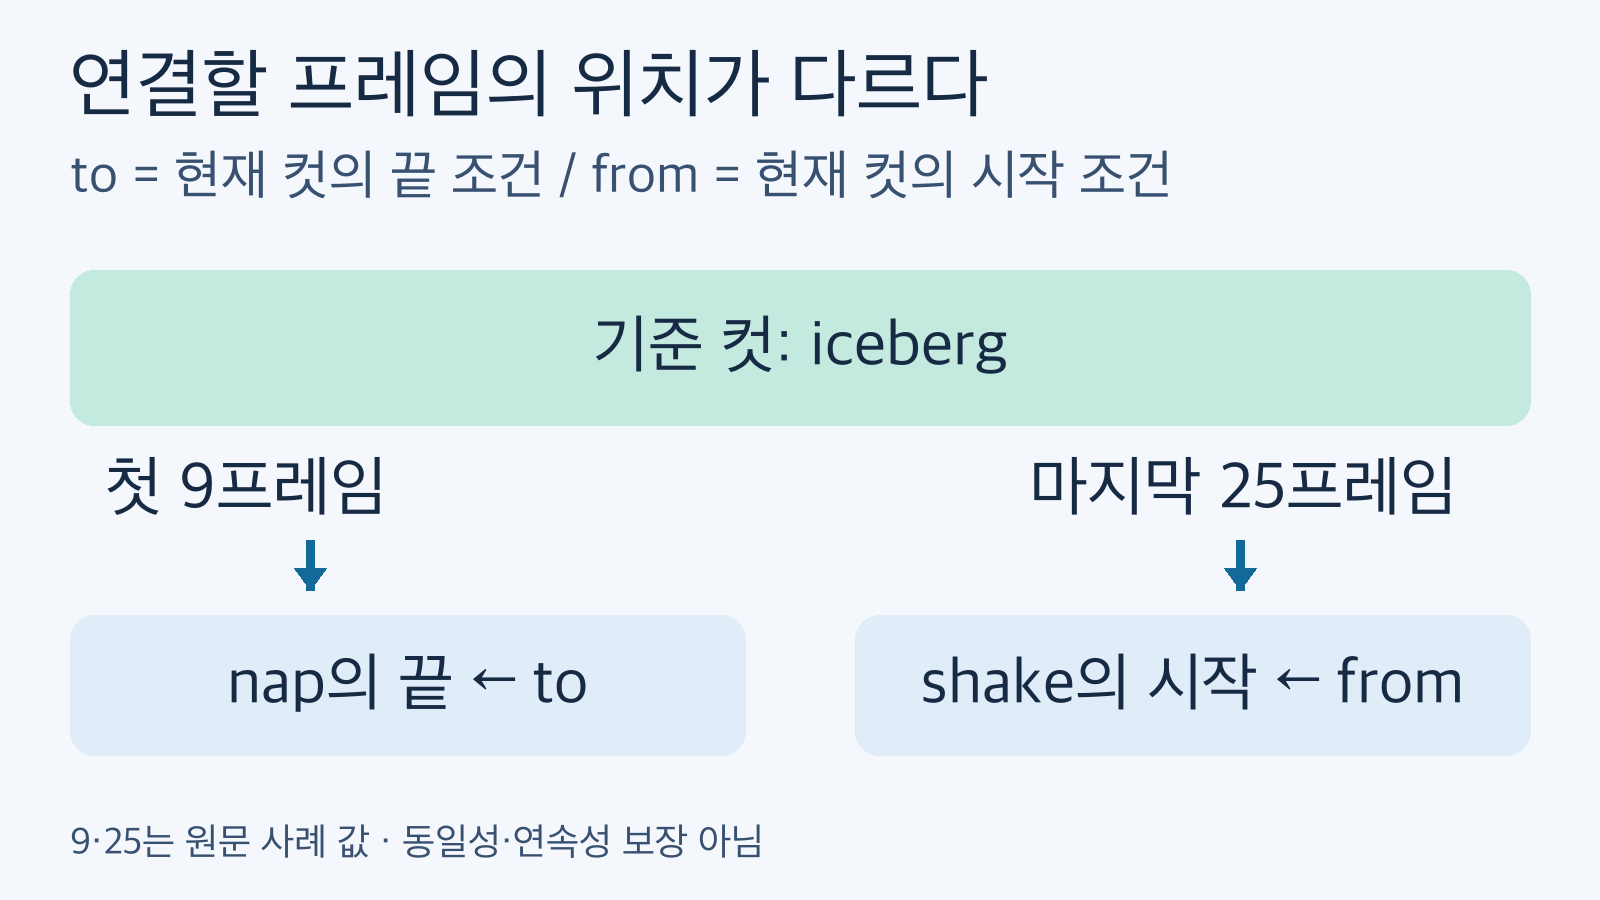 연결할 프레임의 위치가 다르다
to = 현재 컷의 끝 조건 / from = 현재 컷의 시작 조건
기준 컷: iceberg
첫 9프레임
마지막 25프레임
nap의 끝 ← to
shake의 시작 ← from
9·25는 원문 사례 값 · 동일성·연속성 보장 아님